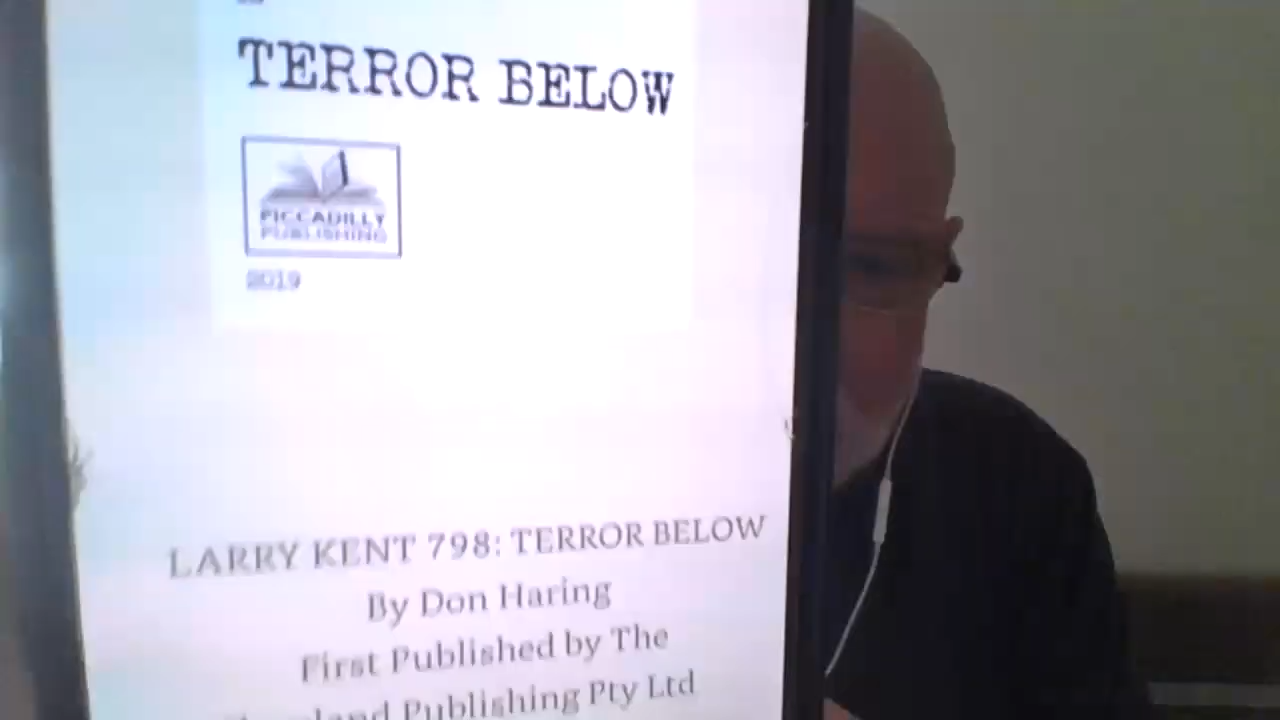 TERROR BELOW
PICCADILLY
PUBLISHING
2019
LARRY KENT 798: TERROR BELOW
By Don Haring
First Published by The
Publishing Pty Ltd